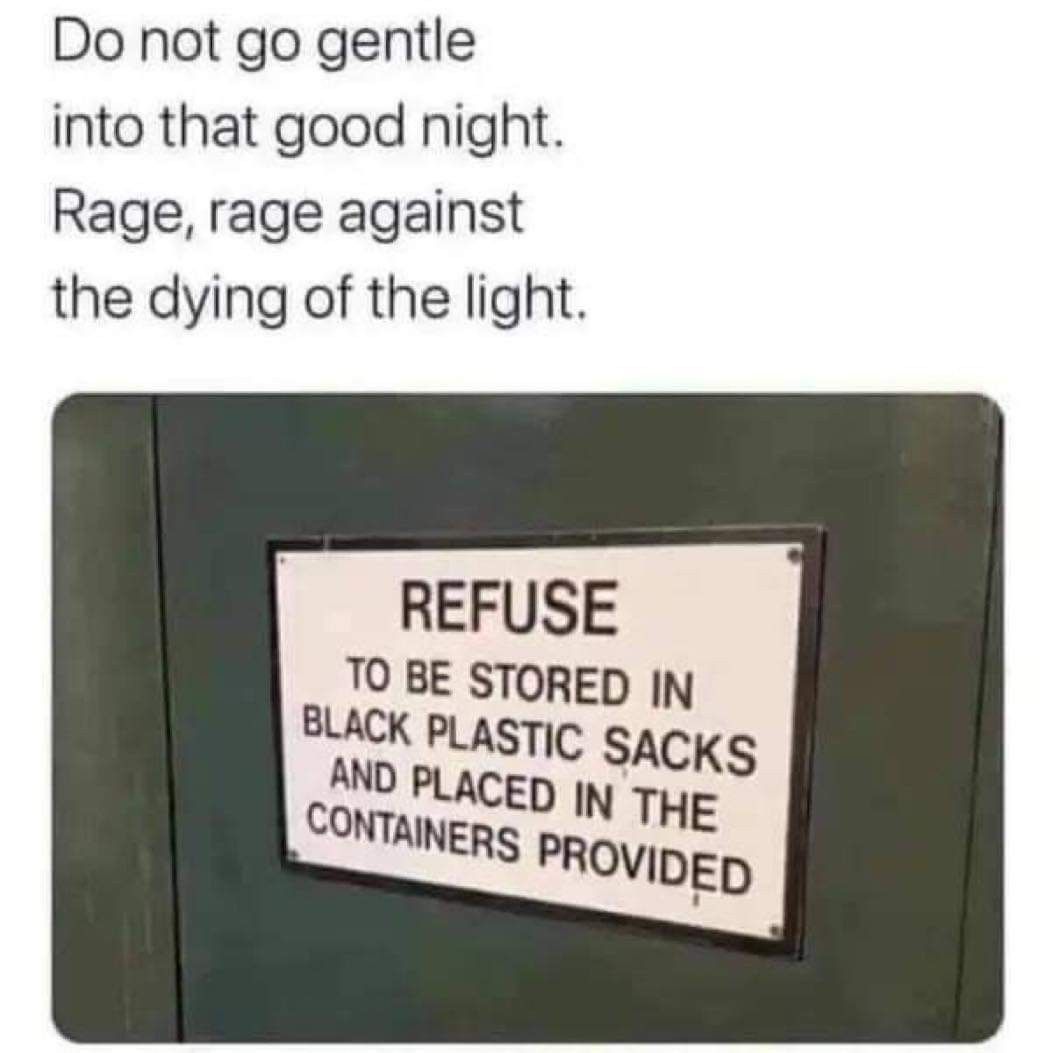 Do not go gentle
into that good night.
Rage, rage against
the dying of the light.
REFUSE
TO BE STORED IN
BLACK PLASTIC SACKS
AND PLACED IN THE
CONTAINERS PROVIDED